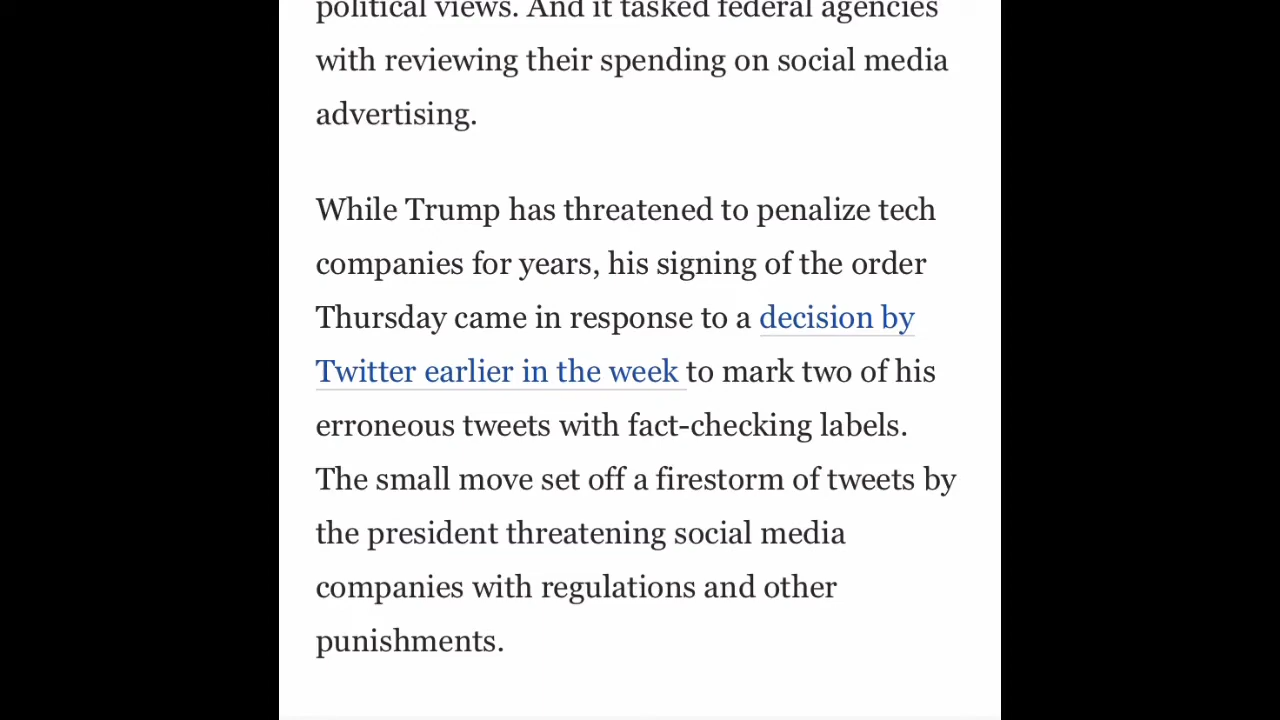 political views. And it tasked federal agencies
with reviewing their spending on social media
advertising.
While Trump has threatened to penalize tech
companies for years, his signing of the order
Thursday came in response to a decision by
Twitter earlier in the week to mark two of his
erroneous tweets with fact-checking labels.
The small move set off a firestorm of tweets by
the president threatening social media
companies with regulations and other
punishments.